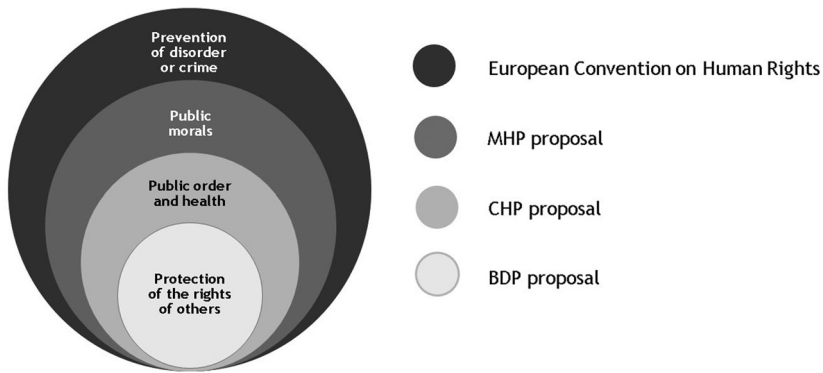 Prevention
of disorder
or crime
Public
morals
Public order
and health
Protection
of the rights
of others
European Convention on Human Rights
MHP proposal
CHP proposal
BDP proposal